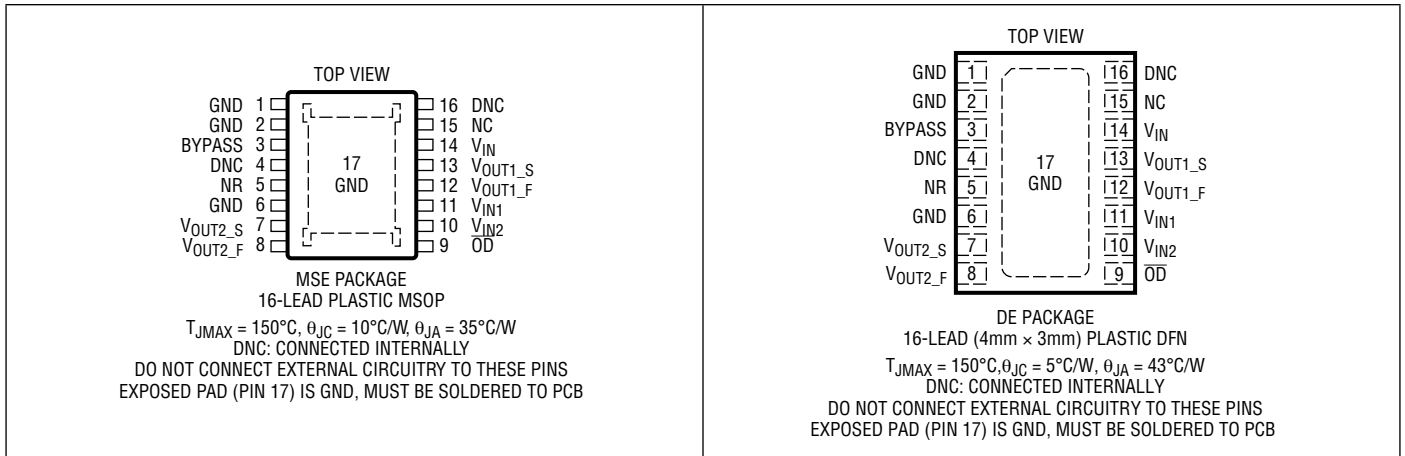 TOP VIEW
GND 1
GND 2
BYPASS 3
DNC 4
NR 5
GND 6
VOUT2_S 7
VOUT2_F 8
17
GND
16 DNC
15 NC
14 VIN
13 VOUT1_S
12 VOUT1_F
11 VIN1
10 VIN2
9 O̅D̅
MSE PACKAGE
16-LEAD PLASTIC MSOP
TJMAX = 150°C, θJC = 10°C/W, θJA = 35°C/W
DNC: CONNECTED INTERNALLY
DO NOT CONNECT EXTERNAL CIRCUITRY TO THESE PINS
EXPOSED PAD (PIN 17) IS GND, MUST BE SOLDERED TO PCB
TOP VIEW
GND 1
GND 2
BYPASS 3
DNC 4
NR 5
GND 6
VOUT2_S 7
VOUT2_F 8
17
GND
16 DNC
15 NC
14 VIN
13 VOUT1_S
12 VOUT1_F
11 VIN1
10 VIN2
9 O̅D̅
DE PACKAGE
16-LEAD (4mm × 3mm) PLASTIC DFN
TJMAX = 150°C,θJC = 5°C/W, θJA = 43°C/W
DNC: CONNECTED INTERNALLY
DO NOT CONNECT EXTERNAL CIRCUITRY TO THESE PINS
EXPOSED PAD (PIN 17) IS GND, MUST BE SOLDERED TO PCB